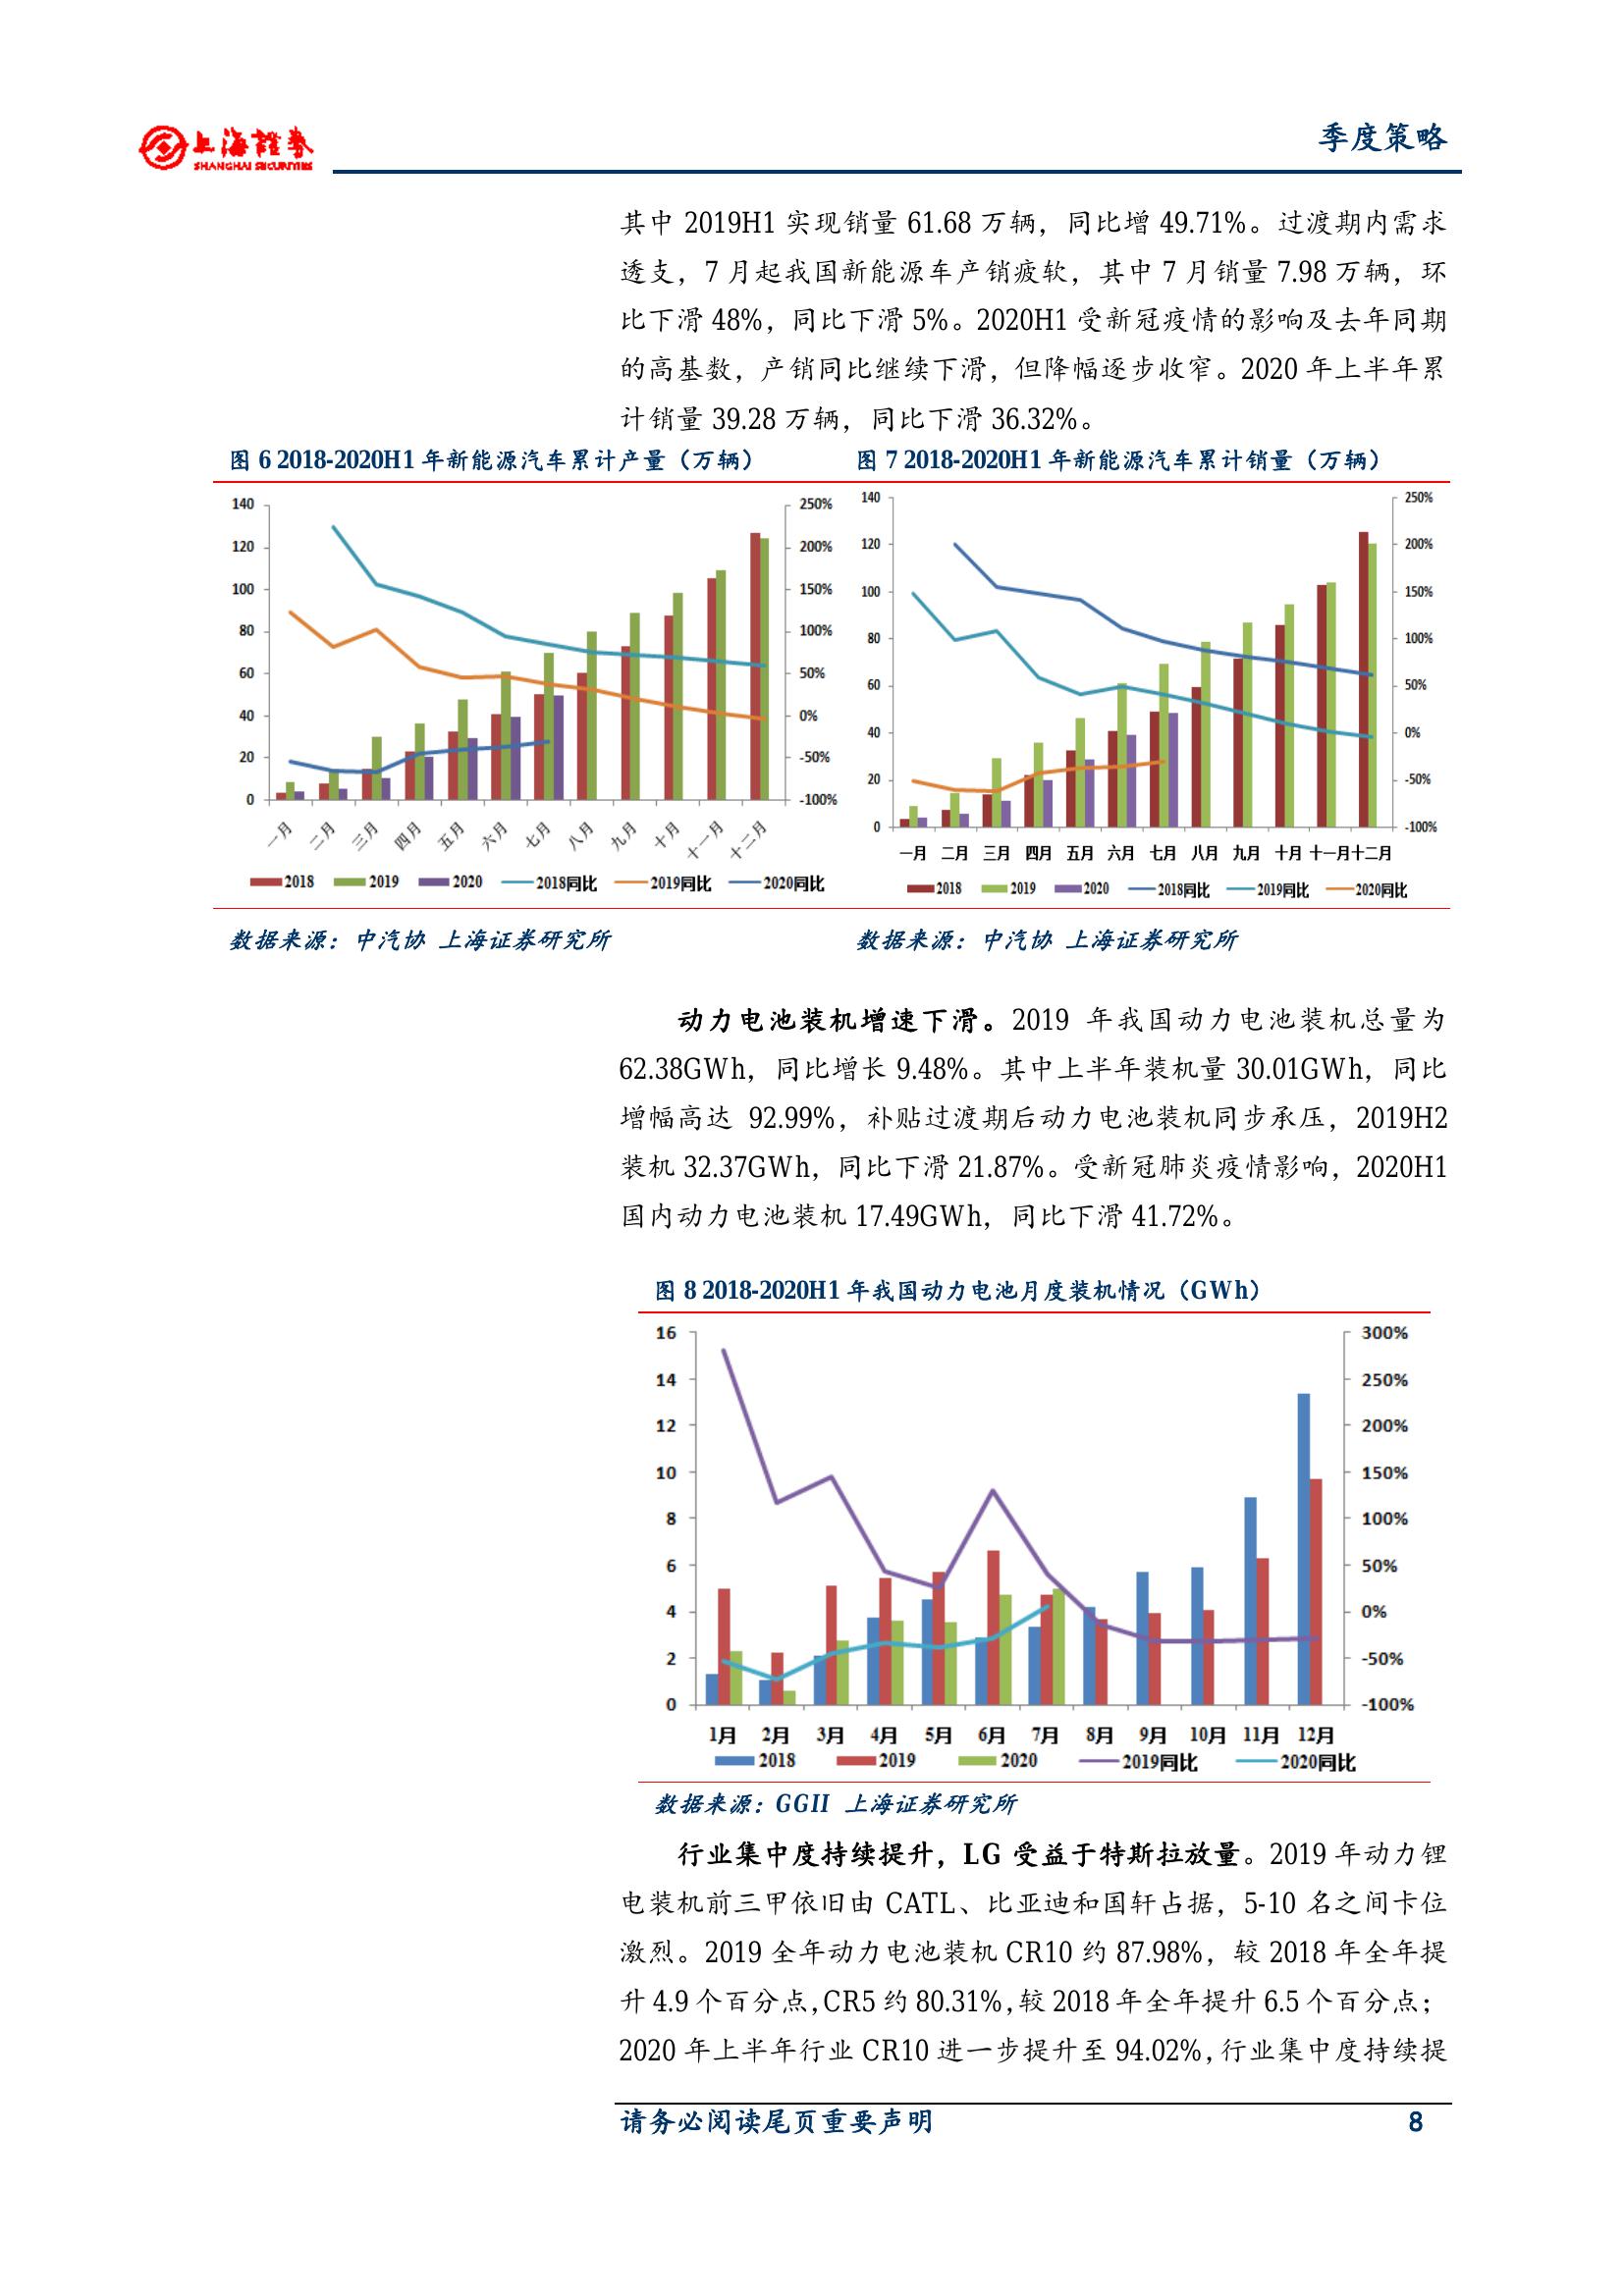 上海證券
SHANGHAI SECURITIES
季度策略
其中 2019H1 实现销量 61.68 万辆，同比增 49.71%。过渡期内需求
透支，7 月起我国新能源车产销疲软，其中 7 月销量 7.98 万辆，环
比下滑 48%，同比下滑 5%。2020H1 受新冠疫情的影响及去年同期
的高基数，产销同比继续下滑，但降幅逐步收窄。2020 年上半年累
计销量 39.28 万辆，同比下滑 36.32%。
图 6 2018-2020H1 年新能源汽车累计产量（万辆）
140
120
100
80
60
40
20
0
250%
200%
150%
100%
50%
0%
-50%
-100%
一月 二月 三月 四月 五月 六月 七月 八月 九月 十月 十一月 十二月
2018 2019 2020 2018同比 2019同比 2020同比
数据来源：中汽协 上海证券研究所
图 7 2018-2020H1 年新能源汽车累计销量（万辆）
140
120
100
80
60
40
20
0
250%
200%
150%
100%
50%
0%
-50%
-100%
一月 二月 三月 四月 五月 六月 七月 八月 九月 十月 十一月 十二月
2018 2019 2020 2018同比 2019同比 2020同比
数据来源：中汽协 上海证券研究所
动力电池装机增速下滑。2019 年我国动力电池装机总量为
62.38GWh，同比增长 9.48%。其中上半年装机量 30.01GWh，同比
增幅高达 92.99%，补贴过渡期后动力电池装机同步承压，2019H2
装机 32.37GWh，同比下滑 21.87%。受新冠肺炎疫情影响，2020H1
国内动力电池装机 17.49GWh，同比下滑 41.72%。
图 8 2018-2020H1 年我国动力电池月度装机情况（GWh）
16
14
12
10
8
6
4
2
0
300%
250%
200%
150%
100%
50%
0%
-50%
-100%
1月 2月 3月 4月 5月 6月 7月 8月 9月 10月 11月 12月
2018 2019 2020 2019同比 2020同比
数据来源：GGII 上海证券研究所
行业集中度持续提升，LG 受益于特斯拉放量。2019 年动力锂
电装机前三甲依旧由 CATL、比亚迪和国轩占据，5-10 名之间卡位
激烈。2019 全年动力电池装机 CR10 约 87.98%，较 2018 年全年提
升 4.9 个百分点，CR5 约 80.31%，较 2018 年全年提升 6.5 个百分点；
2020 年上半年行业 CR10 进一步提升至 94.02%，行业集中度持续提
请务必阅读尾页重要声明
8